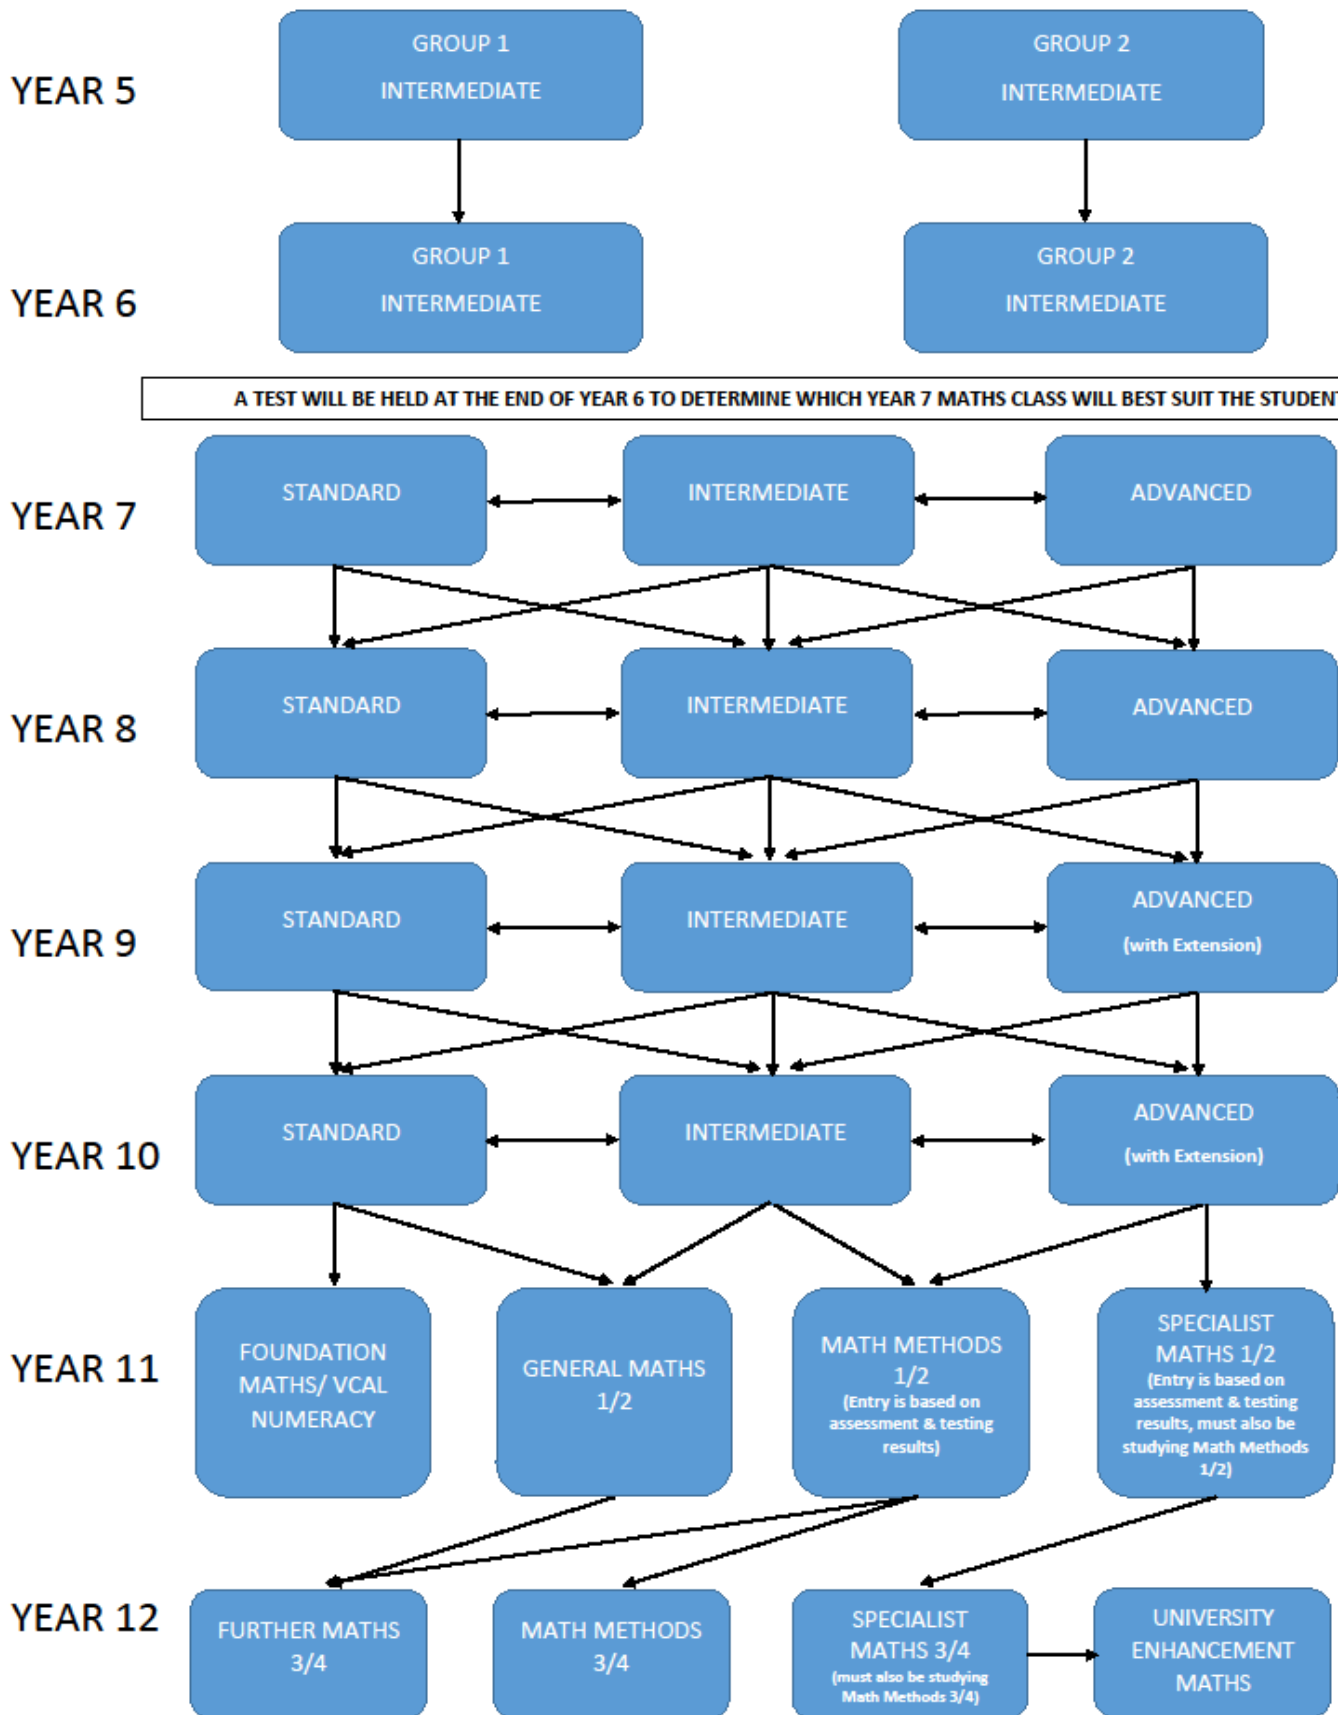 YEAR 5
GROUP 1
INTERMEDIATE
GROUP 2
INTERMEDIATE
YEAR 6
GROUP 1
INTERMEDIATE
GROUP 2
INTERMEDIATE
A TEST WILL BE HELD AT THE END OF YEAR 6 TO DETERMINE WHICH YEAR 7 MATHS CLASS WILL BEST SUIT THE STUDENT
YEAR 7
STANDARD
INTERMEDIATE
ADVANCED
YEAR 8
STANDARD
INTERMEDIATE
ADVANCED
YEAR 9
STANDARD
INTERMEDIATE
ADVANCED
(with Extension)
YEAR 10
STANDARD
INTERMEDIATE
ADVANCED
(with Extension)
YEAR 11
FOUNDATION
MATHS/ VCAL
NUMERACY
GENERAL MATHS
1/2
MATH METHODS
1/2
(Entry is based on
assessment & testing
results)
SPECIALIST
MATHS 1/2
(Entry is based on
assessment & testing
results, must also be
studying Math Methods
1/2)
YEAR 12
FURTHER MATHS
3/4
MATH METHODS
3/4
SPECIALIST
MATHS 3/4
(must also be studying
Math Methods 3/4)
UNIVERSITY
ENHANCEMENT
MATHS